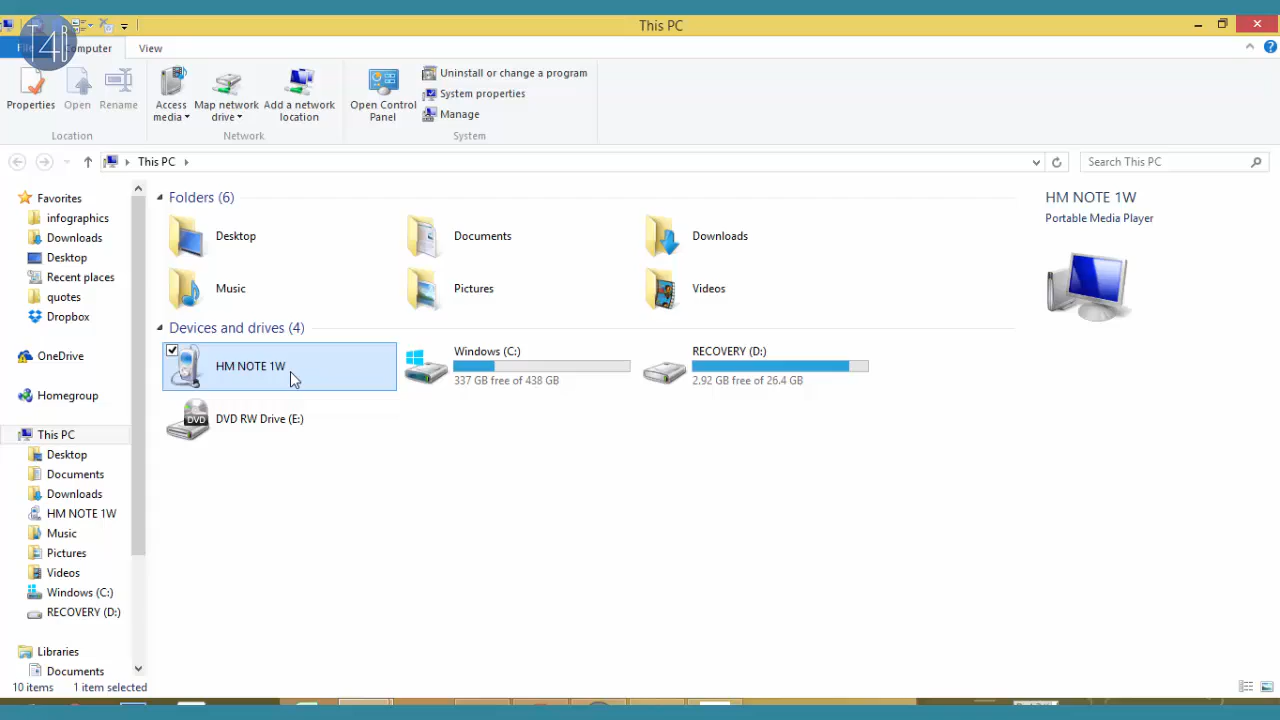 This PC
T4B
File
Computer
View
Properties
Open
Rename
Access media
Map network drive
Add a network location
Open Control Panel
Uninstall or change a program
System properties
Manage
Location
Network
System
This PC
Search This PC
Favorites
infographics
Downloads
Desktop
Recent places
quotes
Dropbox
OneDrive
Homegroup
This PC
Desktop
Documents
Downloads
HM NOTE 1W
Music
Pictures
Videos
Windows (C:)
RECOVERY (D:)
Libraries
Documents
Folders (6)
Desktop
Documents
Downloads
Music
Pictures
Videos
Devices and drives (4)
HM NOTE 1W
Windows (C:)
337 GB free of 438 GB
RECOVERY (D:)
2.92 GB free of 26.4 GB
DVD
DVD RW Drive (E:)
HM NOTE 1W
Portable Media Player
10 items
1 item selected